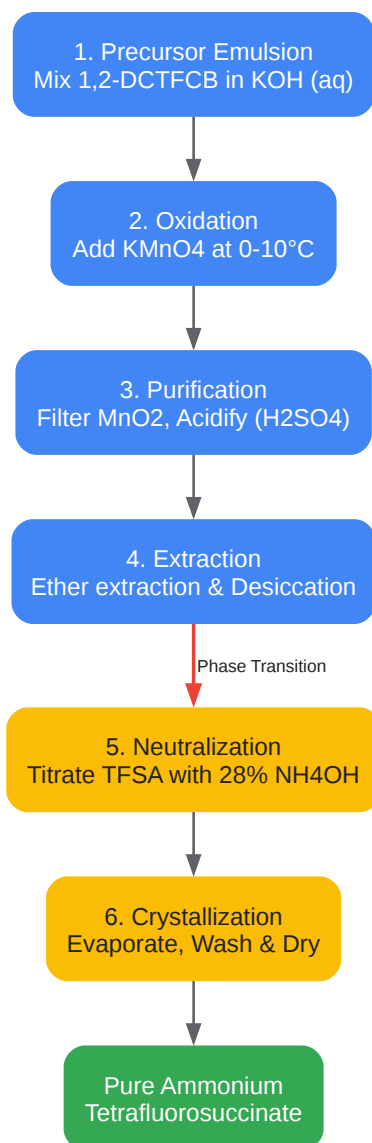 1. Precursor Emulsion
Mix 1,2-DCTFCB in KOH (aq)
2. Oxidation
Add KMnO4 at 0-10°C
3. Purification
Filter MnO2, Acidify (H2SO4)
4. Extraction
Ether extraction & Desiccation
Phase Transition
5. Neutralization
Titrate TFSA with 28% NH4OH
6. Crystallization
Evaporate, Wash & Dry
Pure Ammonium
Tetrafluorosuccinate